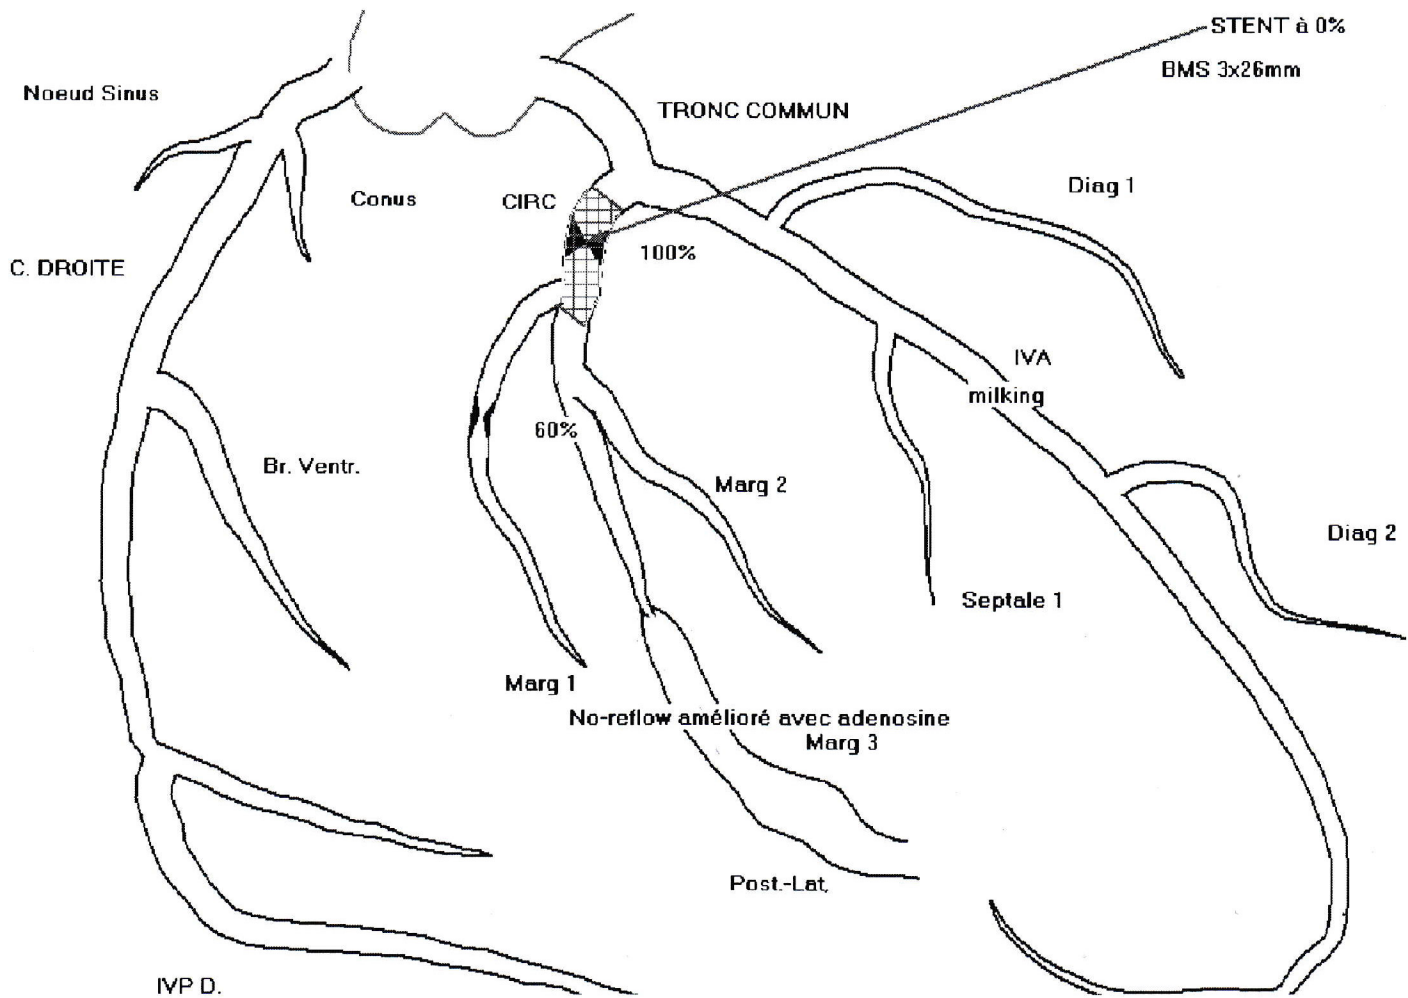 STENT à 0%
BMS 3x26mm
Noeud Sinus
TRONC COMMUN
Diag 1
Conus
CIRC
100%
C. DROITE
IVA
milking
60%
Br. Ventr.
Marg 2
Diag 2
Septale 1
Marg 1
No-reflow amélioré avec adenosine
Marg 3
Post.-Lat,
IVP D.